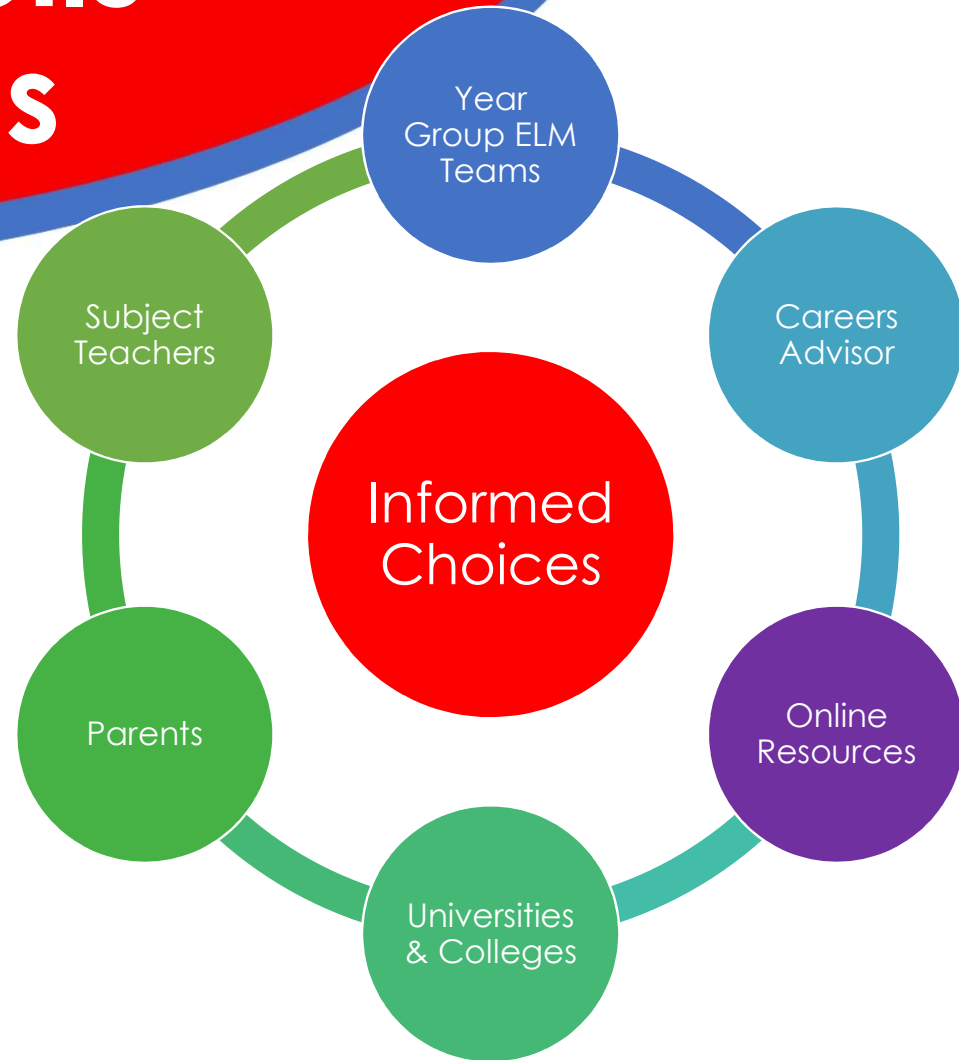 s
Year
Group ELM
Teams
Careers
Advisor
Online
Resources
Universities
& Colleges
Parents
Subject
Teachers
Informed
Choices